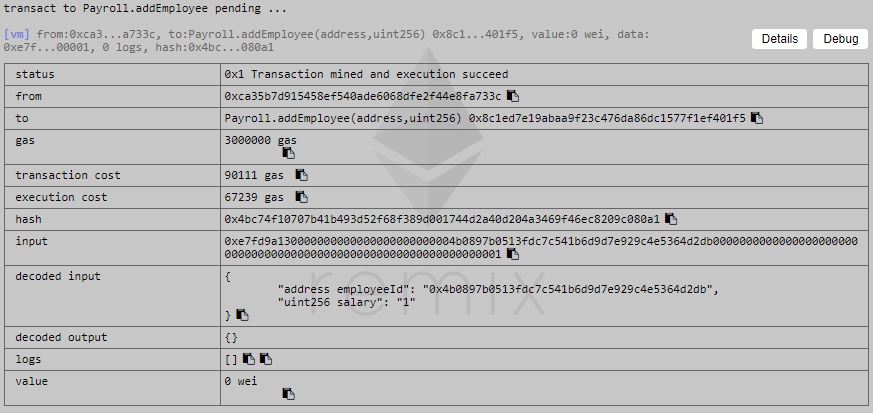 transact to Payroll.addEmployee pending ...
[vm] from:0xca3...a733c, to:Payroll.addEmployee(address,uint256) 0x8c1...401f5, value:0 wei, data:
0xe7f...00001, 0 logs, hash:0x4bc...080a1
Details Debug
status 0x1 Transaction mined and execution succeed
from 0xca35b7d915458ef540ade6068dfe2f44e8fa733c
to Payroll.addEmployee(address,uint256) 0x8c1ed7e19abaa9f23c476da86dc1577f1ef401f5
gas 3000000 gas
transaction cost 90111 gas
execution cost 67239 gas
hash 0x4bc74f10707b41b493d52f68f389d001744d2a40d204a3469f46ec8209c080a1
input 0xe7fd9a130000000000000000000000004b0897b0513fdc7c541b6d9d7e929c4e5364d2db0000000000000000000000
000000000000000000000000000000000000000001
decoded input {
"address employeeId": "0x4b0897b0513fdc7c541b6d9d7e929c4e5364d2db",
"uint256 salary": "1"
}
decoded output {}
logs []
value 0 wei
remix